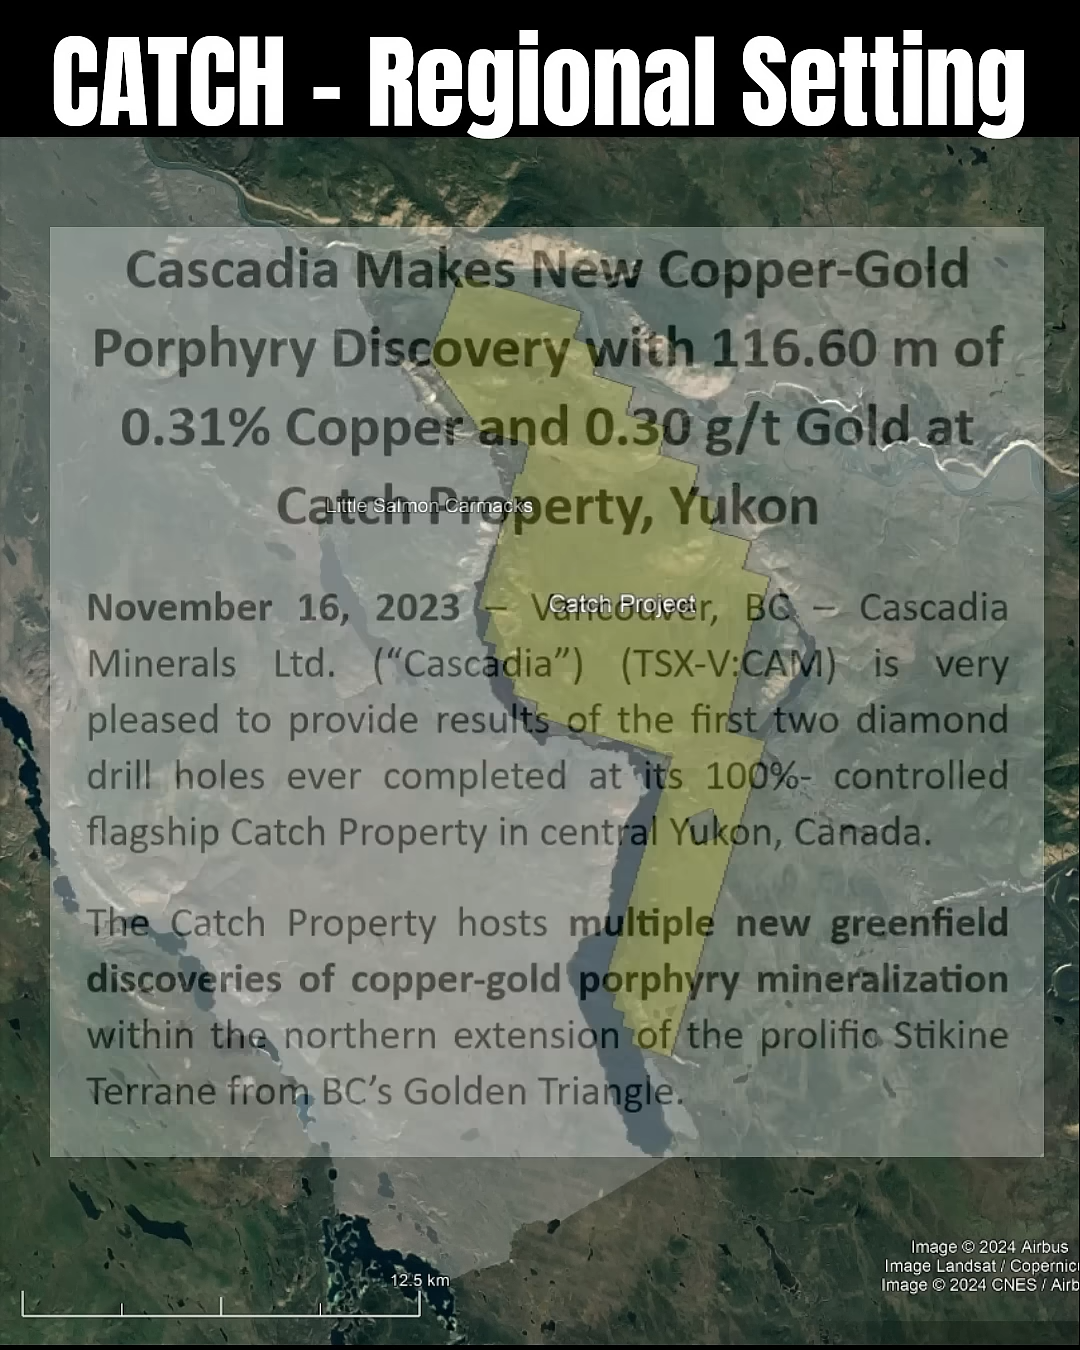 CATCH - Regional Setting
Cascadia Makes New Copper-Gold
Porphyry Discovery with 116.60 m of
0.31% Copper and 0.30 g/t Gold at
Catch Property, Yukon
Little Salmon Carmacks
Catch Project
November 16, 2023 – Vancouver, BC – Cascadia
Minerals Ltd. (“Cascadia”) (TSX-V:CAM) is very
pleased to provide results of the first two diamond
drill holes ever completed at its 100%- controlled
flagship Catch Property in central Yukon, Canada.
The Catch Property hosts multiple new greenfield
discoveries of copper-gold porphyry mineralization
within the northern extension of the prolific Stikine
Terrane from BC’s Golden Triangle.
12.5 km
Image © 2024 Airbus
Image Landsat / Copernicu
Image © 2024 CNES / Airb